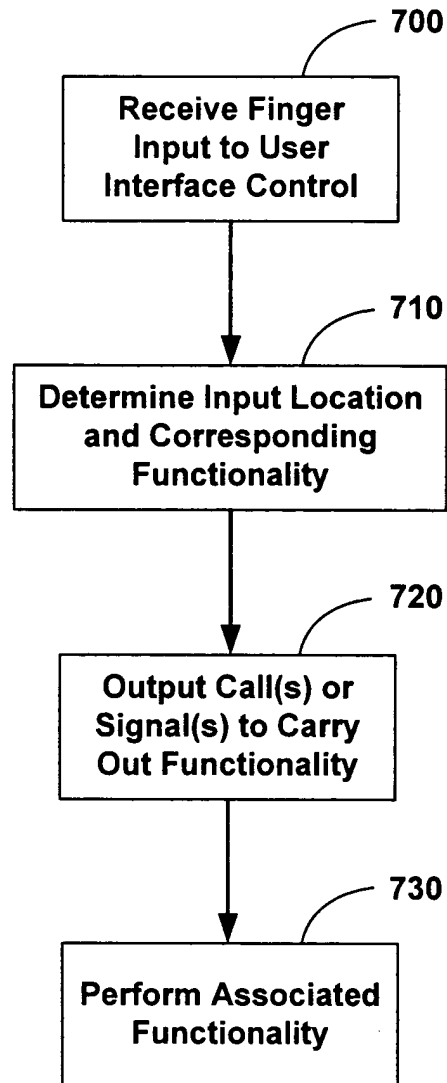 700
Receive Finger
Input to User
Interface Control
710
Determine Input Location
and Corresponding
Functionality
720
Output Call(s) or
Signal(s) to Carry
Out Functionality
730
Perform Associated
Functionality